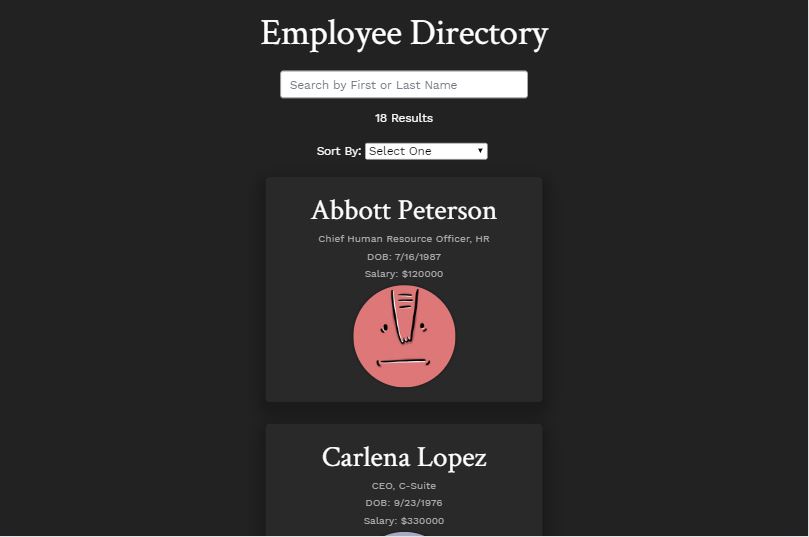 Employee Directory
Search by First or Last Name
18 Results
Sort By: Select One
Abbott Peterson
Chief Human Resource Officer, HR
DOB: 7/16/1987
Salary: $120000
Carlena Lopez
CEO, C-Suite
DOB: 9/23/1976
Salary: $330000